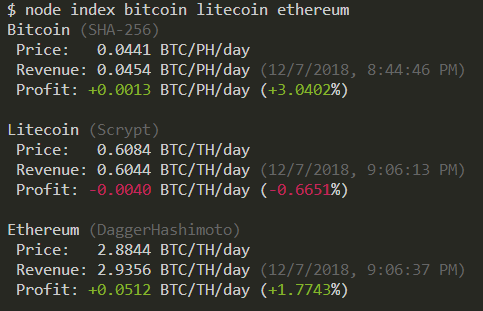 $ node index bitcoin litecoin ethereum
Bitcoin (SHA-256)
Price: 0.0441 BTC/PH/day
Revenue: 0.0454 BTC/PH/day (12/7/2018, 8:44:46 PM)
Profit: +0.0013 BTC/PH/day (+3.0402%)
Litecoin (Scrypt)
Price: 0.6084 BTC/TH/day
Revenue: 0.6044 BTC/TH/day (12/7/2018, 9:06:13 PM)
Profit: -0.0040 BTC/TH/day (-0.6651%)
Ethereum (DaggerHashimoto)
Price: 2.8844 BTC/TH/day
Revenue: 2.9356 BTC/TH/day (12/7/2018, 9:06:37 PM)
Profit: +0.0512 BTC/TH/day (+1.7743%)